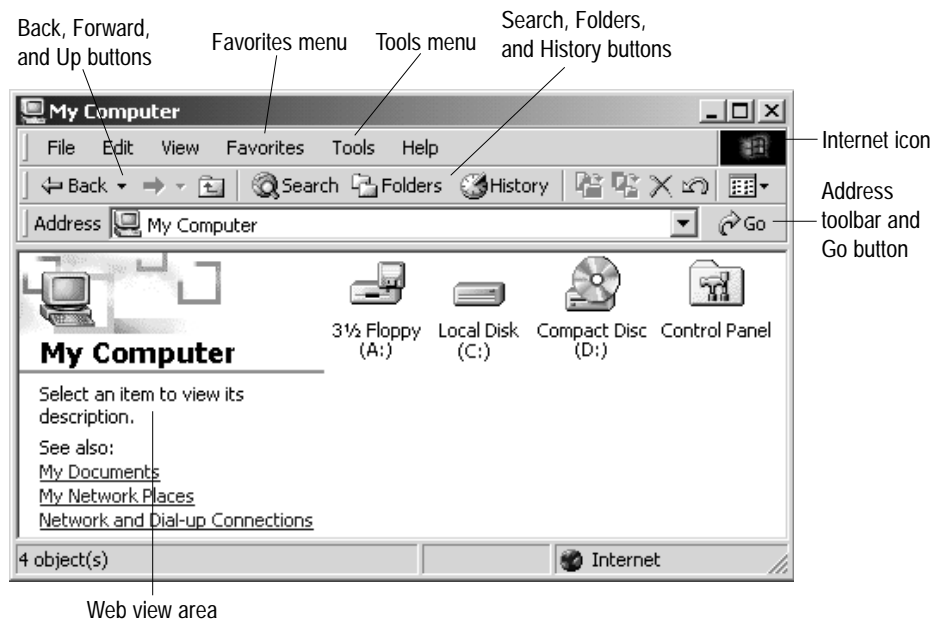 Back, Forward,
and Up buttons
Favorites menu
Tools menu
Search, Folders,
and History buttons
My Computer
File Edit View Favorites Tools Help
Internet icon
Back Search Folders History
Address My Computer Go
Address
toolbar and
Go button
3½ Floppy
(A:)
Local Disk
(C:)
Compact Disc
(D:)
Control Panel
My Computer
Select an item to view its
description.
See also:
My Documents
My Network Places
Network and Dial-up Connections
4 object(s) Internet
Web view area